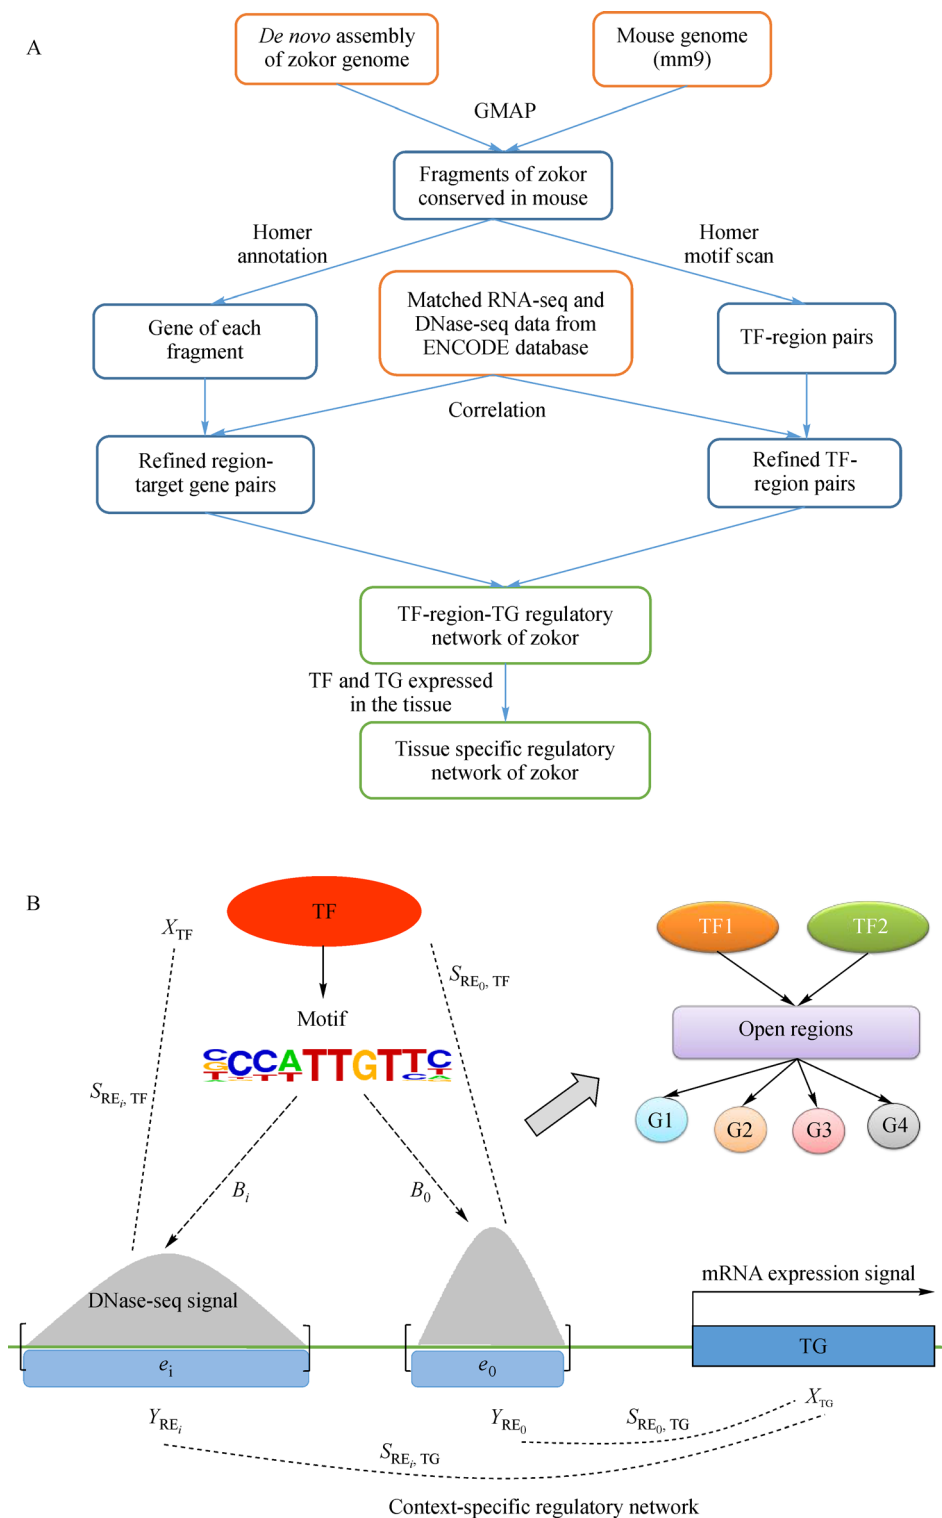 A
De novo assembly
of zokor genome
Mouse genome
(mm9)
GMAP
Fragments of zokor
conserved in mouse
Homer
annotation
Homer
motif scan
Matched RNA-seq and
DNase-seq data from
ENCODE database
Gene of each
fragment
TF-region pairs
Correlation
Refined region-
target gene pairs
Refined TF-
region pairs
TF-region-TG regulatory
network of zokor
TF and TG expressed
in the tissue
Tissue specific regulatory
network of zokor
B
TF
X_TF
S_RE₀, TF
Motif
CCCATTGTTC
S_REᵢ, TF
Bᵢ
B₀
TF1
TF2
Open regions
G1
G2
G3
G4
DNase-seq signal
mRNA expression signal
eᵢ
e₀
TG
Y_REᵢ
Y_RE₀
S_RE₀, TG
X_TG
S_REᵢ, TG
Context-specific regulatory network